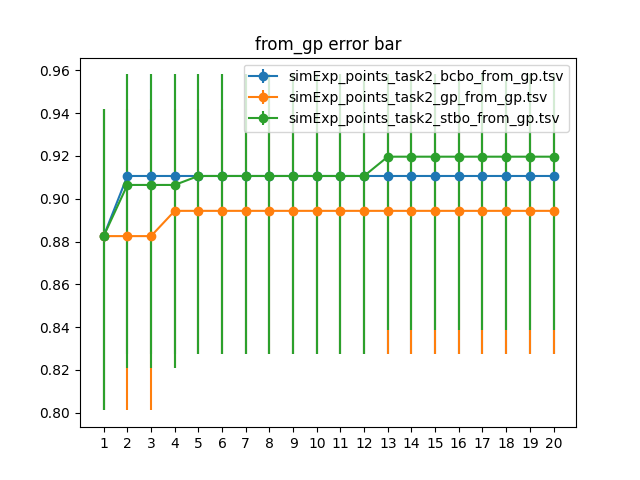 from_gp error bar
simExp_points_task2_bcbo_from_gp.tsv
simExp_points_task2_gp_from_gp.tsv
simExp_points_task2_stbo_from_gp.tsv
0.96
0.94
0.92
0.90
0.88
0.86
0.84
0.82
0.80
1 2 3 4 5 6 7 8 9 10 11 12 13 14 15 16 17 18 19 20